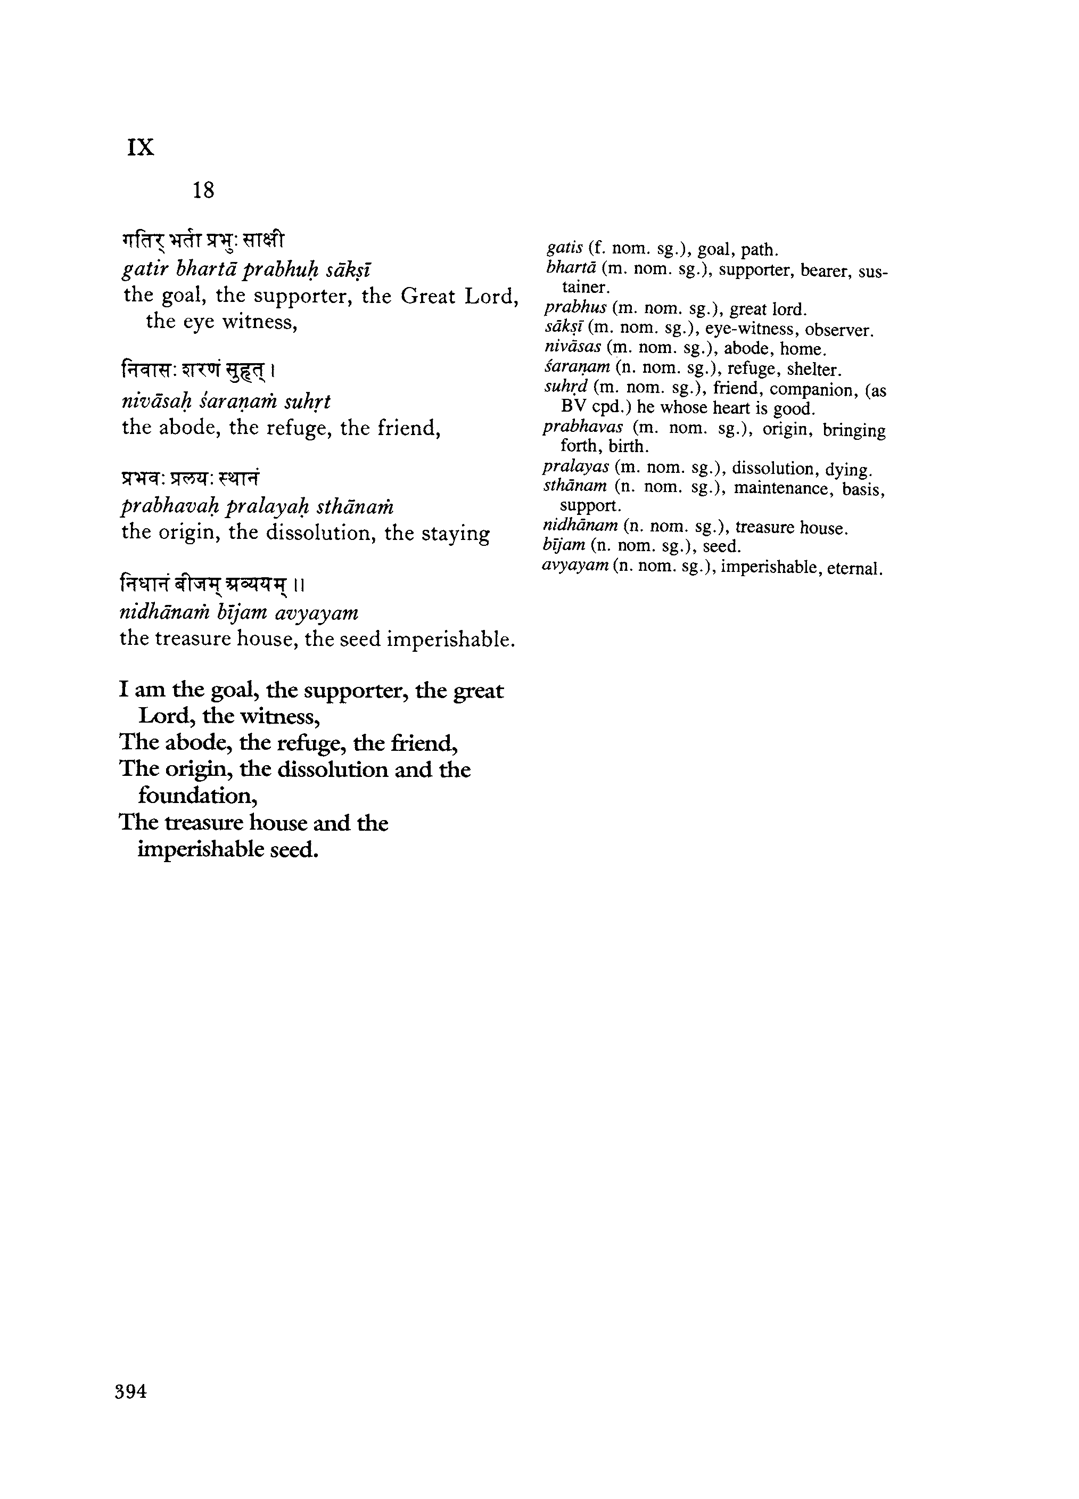 IX
18
गतिर् भर्ता प्रभुः साक्षी
gatir bhartā prabhuḥ sākṣī
the goal, the supporter, the Great Lord,
the eye witness,
निवासः शरणं सुहृत् ।
nivāsaḥ śaraṇaṁ suhṛt
the abode, the refuge, the friend,
प्रभवः प्रलयः स्थानं
prabhavaḥ pralayaḥ sthānaṁ
the origin, the dissolution, the staying
निधानं बीजम् अव्ययम् ॥
nidhānaṁ bījam avyayam
the treasure house, the seed imperishable.
I am the goal, the supporter, the great
Lord, the witness,
The abode, the refuge, the friend,
The origin, the dissolution and the
foundation,
The treasure house and the
imperishable seed.
gatis (f. nom. sg.), goal, path.
bhartā (m. nom. sg.), supporter, bearer, sus-
tainer.
prabhus (m. nom. sg.), great lord.
sākṣī (m. nom. sg.), eye-witness, observer.
nivāsas (m. nom. sg.), abode, home.
śaraṇam (n. nom. sg.), refuge, shelter.
suhṛd (m. nom. sg.), friend, companion, (as
BV cpd.) he whose heart is good.
prabhavas (m. nom. sg.), origin, bringing
forth, birth.
pralayas (m. nom. sg.), dissolution, dying.
sthānam (n. nom. sg.), maintenance, basis,
support.
nidhānam (n. nom. sg.), treasure house.
bījam (n. nom. sg.), seed.
avyayam (n. nom. sg.), imperishable, eternal.
394